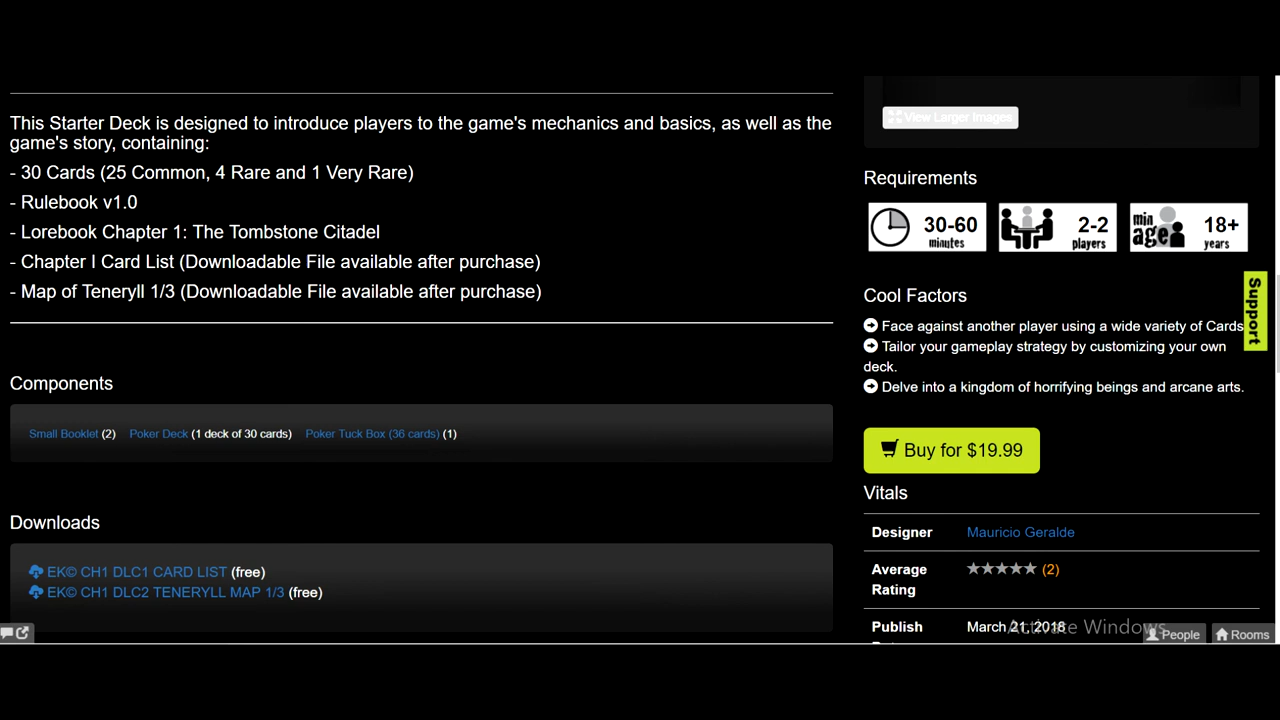 This Starter Deck is designed to introduce players to the game's mechanics and basics, as well as the
game's story, containing:
- 30 Cards (25 Common, 4 Rare and 1 Very Rare)
- Rulebook v1.0
- Lorebook Chapter 1: The Tombstone Citadel
- Chapter I Card List (Downloadable File available after purchase)
- Map of Teneryll 1/3 (Downloadable File available after purchase)
Components
Small Booklet (2) Poker Deck (1 deck of 30 cards) Poker Tuck Box (36 cards) (1)
Downloads
EK© CH1 DLC1 CARD LIST (free)
EK© CH1 DLC2 TENERYLL MAP 1/3 (free)
View Larger Images
Requirements
30-60 minutes
2-2 players
min age 18+ years
Support
Cool Factors
Face against another player using a wide variety of Cards
Tailor your gameplay strategy by customizing your own
deck.
Delve into a kingdom of horrifying beings and arcane arts.
Buy for $19.99
Vitals
Designer Mauricio Geralde
Average Rating ★★★★★ (2)
Publish March 21, 2018
Activate Windows
People Rooms